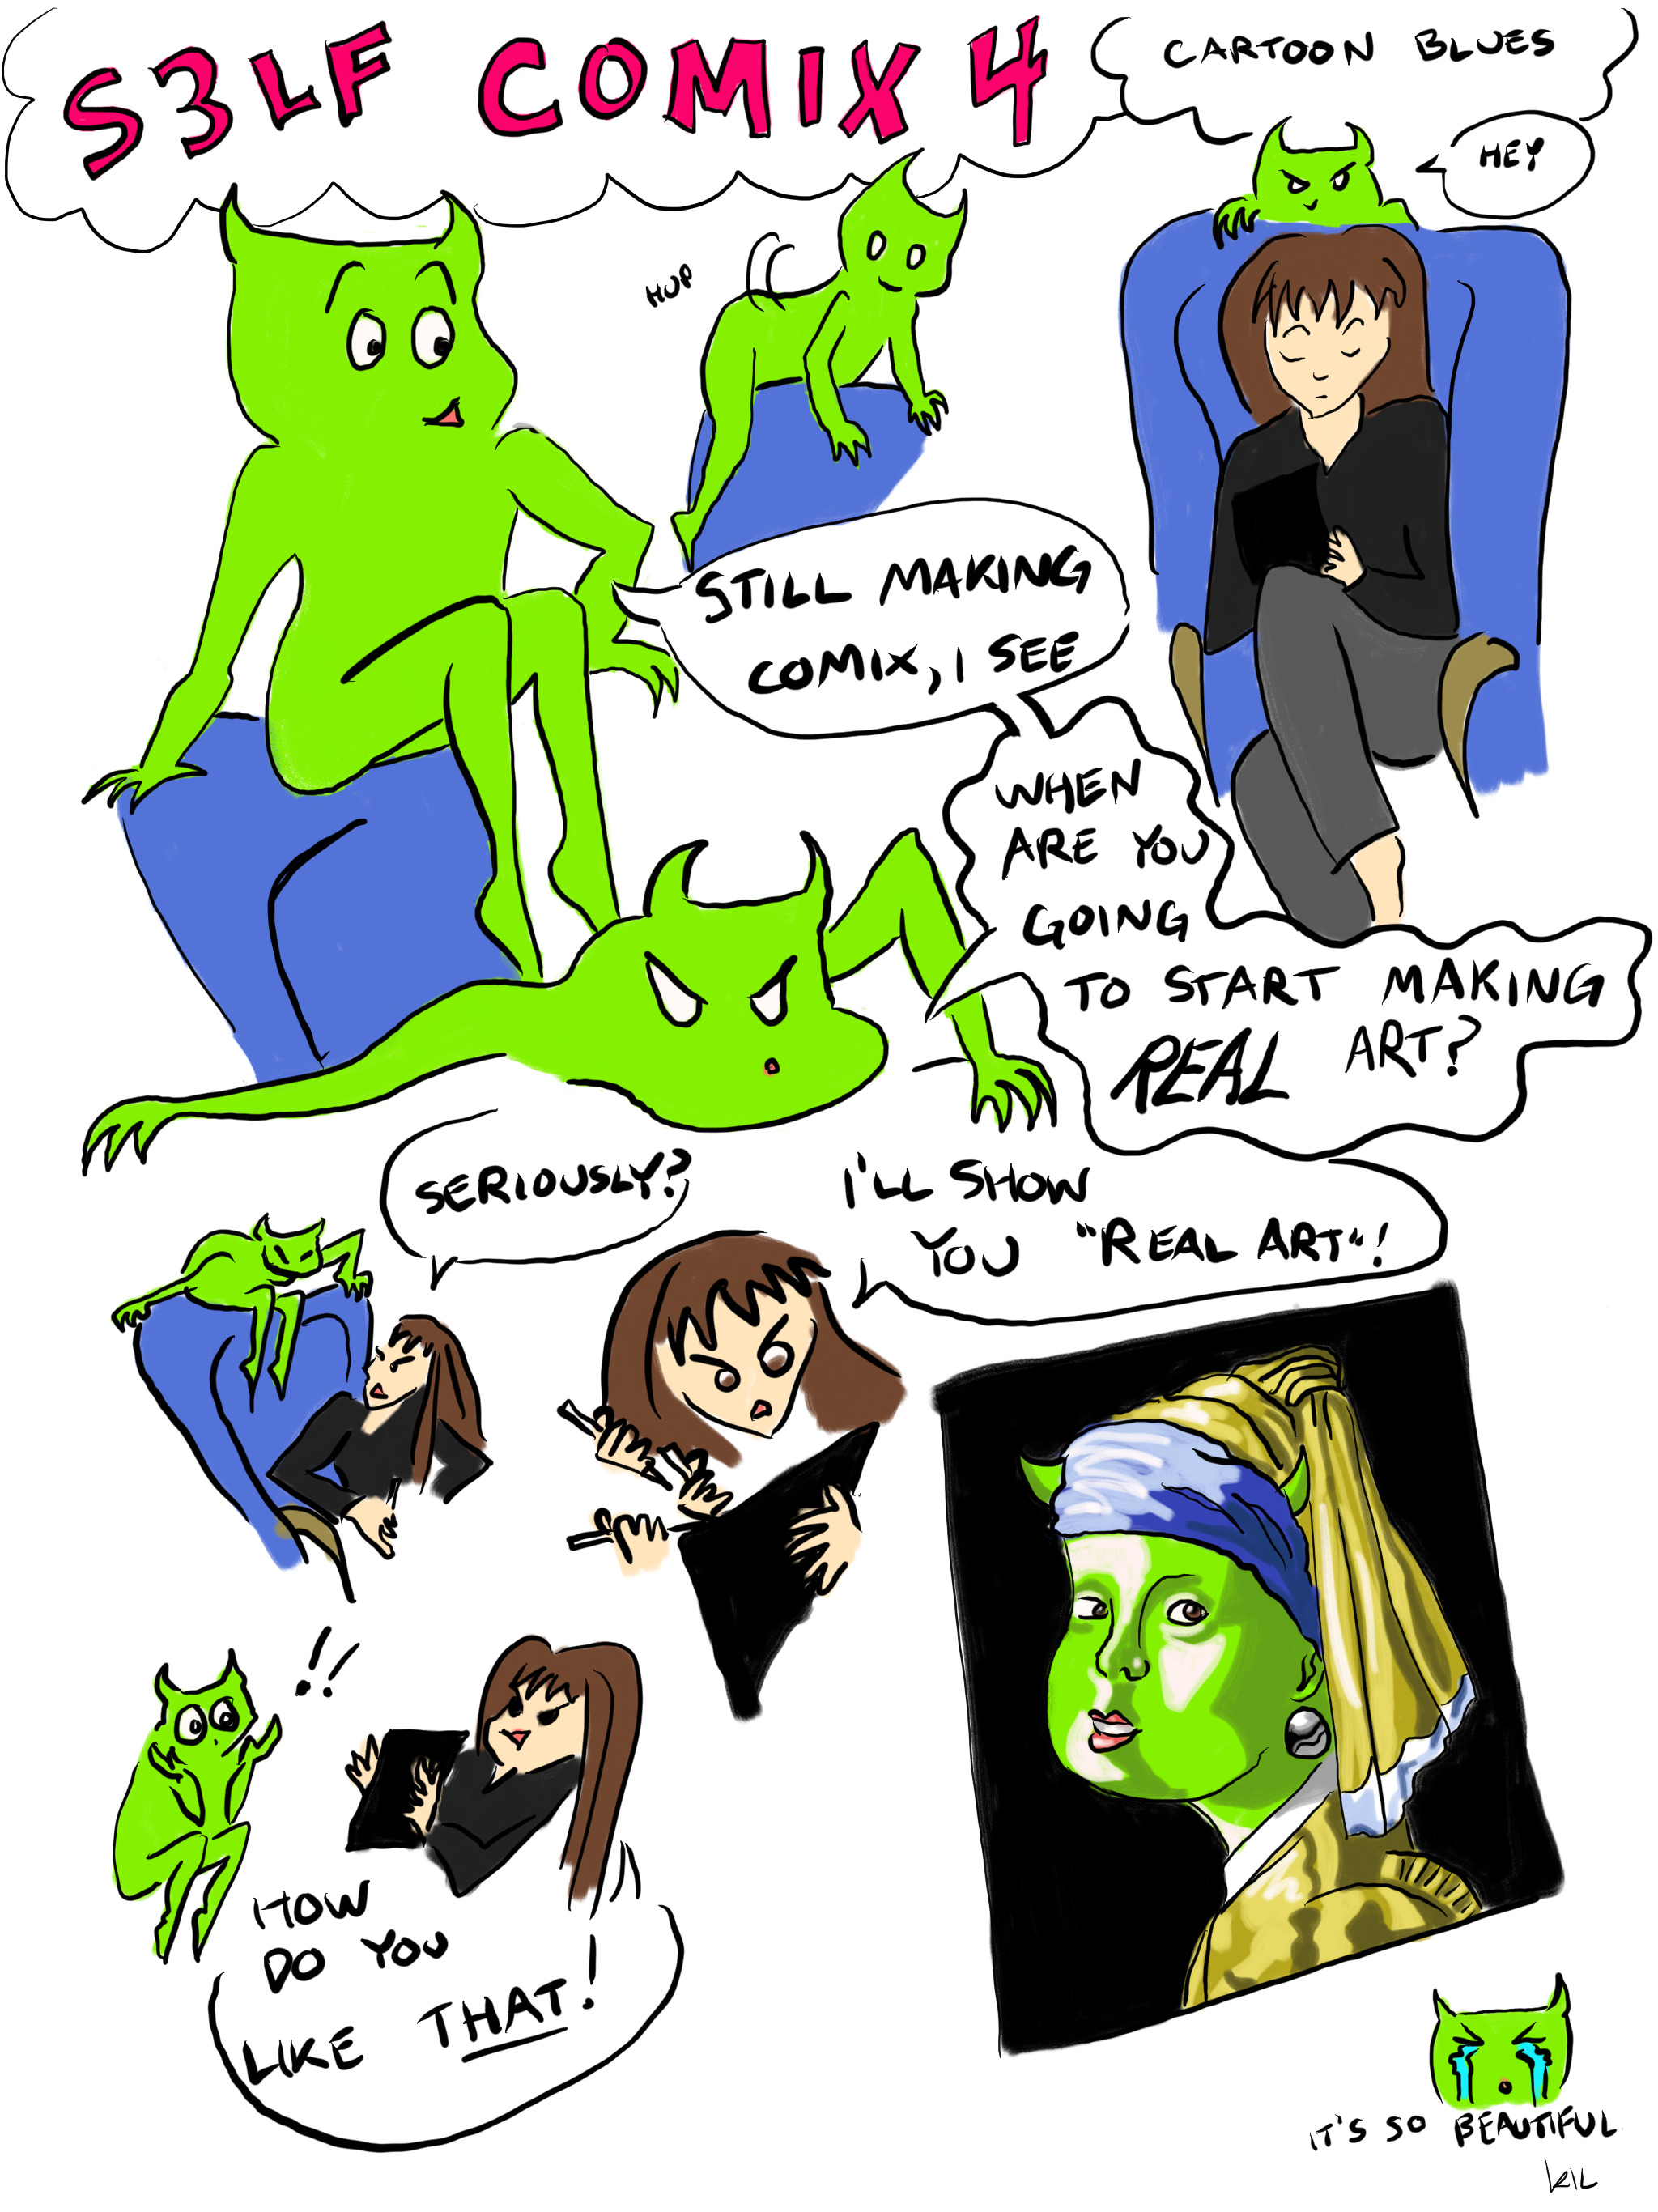 S3LF COMIX 4
CARTOON BLUES
HEY
HUP
STILL MAKING
COMIX, I SEE
WHEN
ARE YOU
GOING
TO START MAKING
REAL ART?
SERIOUSLY?
I'LL SHOW
YOU "REAL ART"!
!!
HOW
DO YOU
LIKE THAT!
IT'S SO BEAUTIFUL